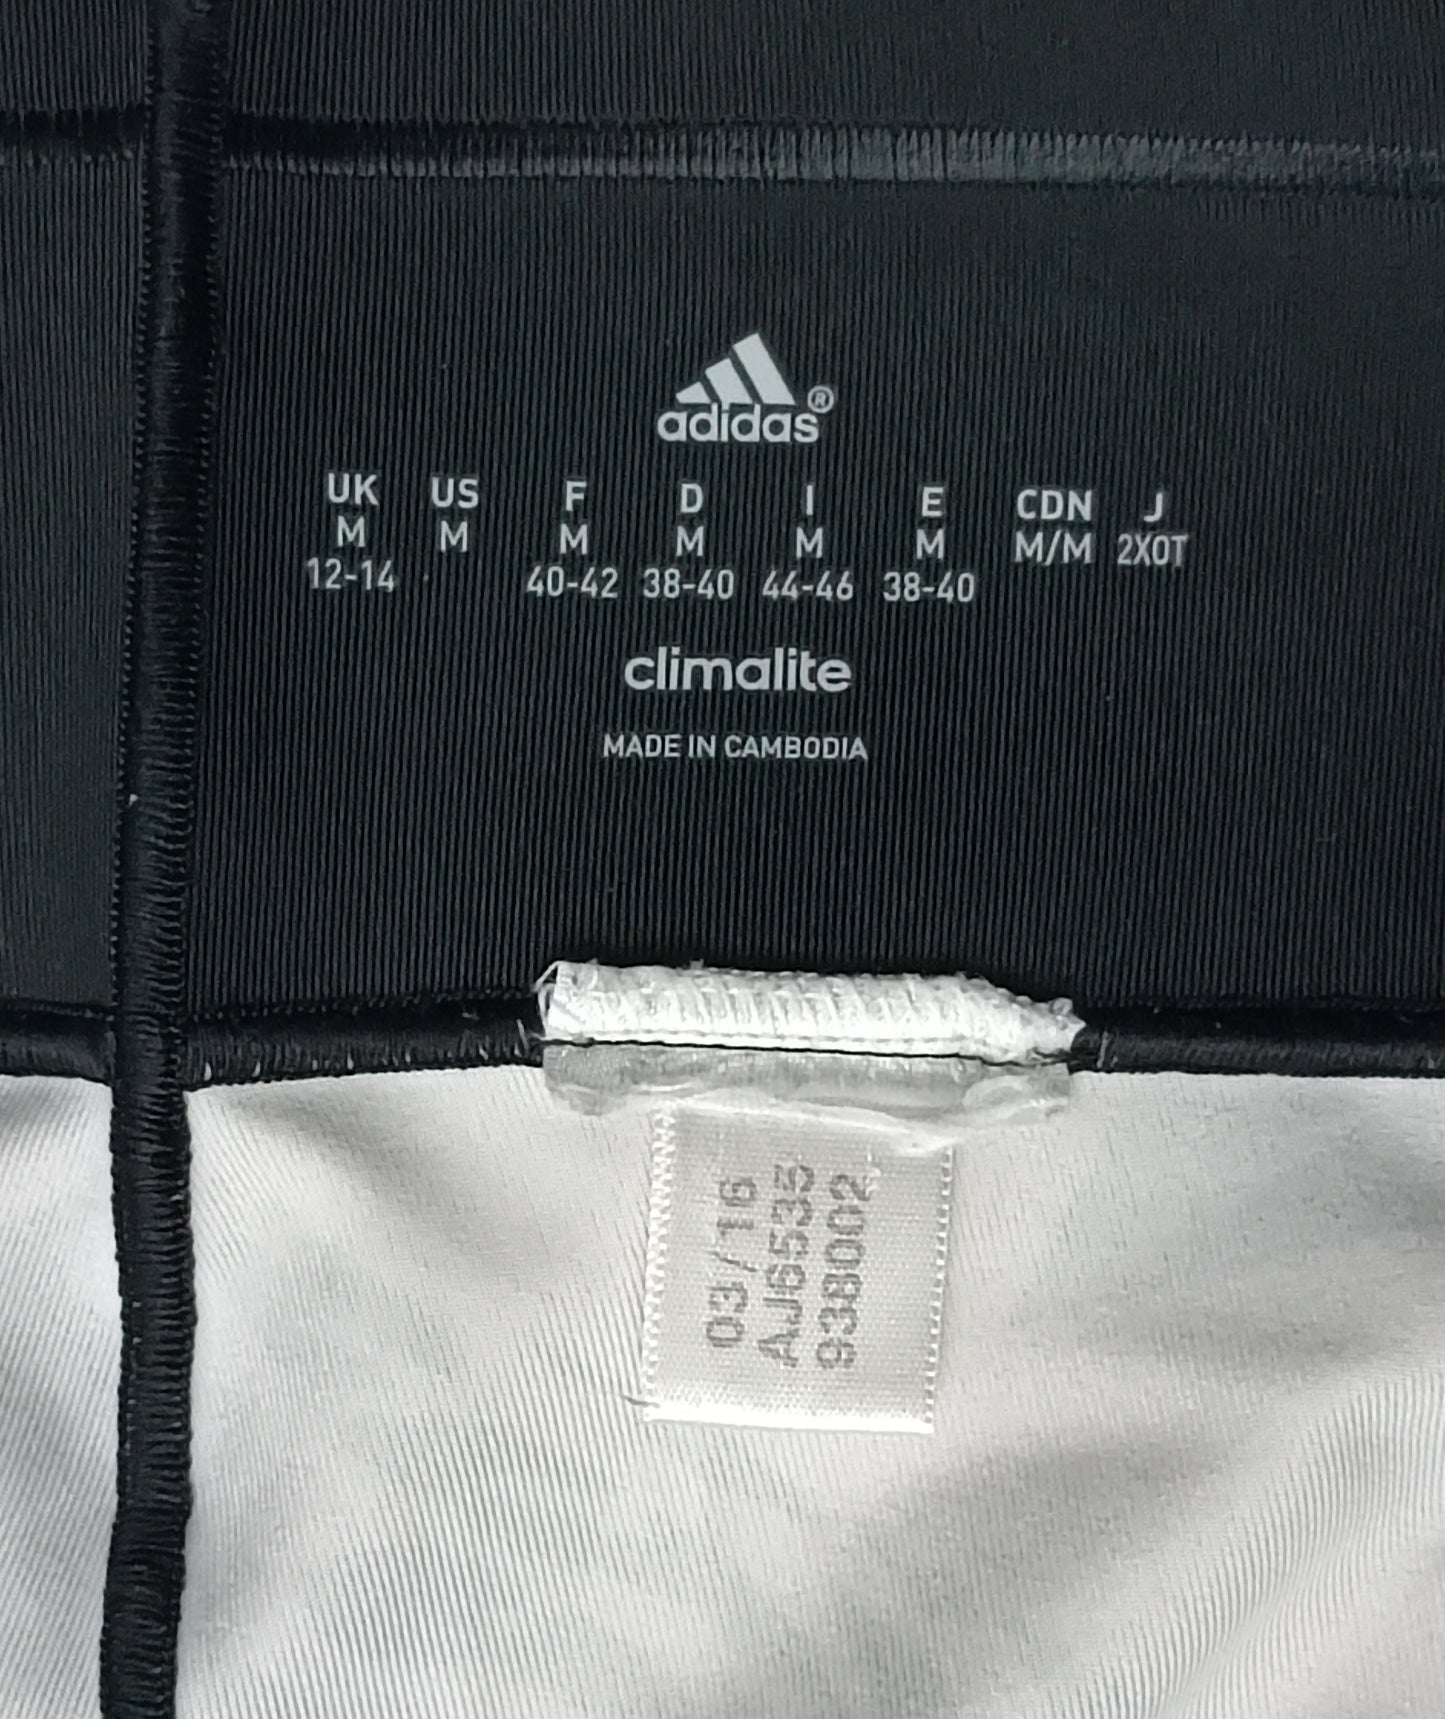 adidas®
UK US F D I E CDN J
M M M M M M M/M 2XOT
12-14 40-42 38-40 44-46 38-40
climalite
MADE IN CAMBODIA
03/16
AJ6535
938002